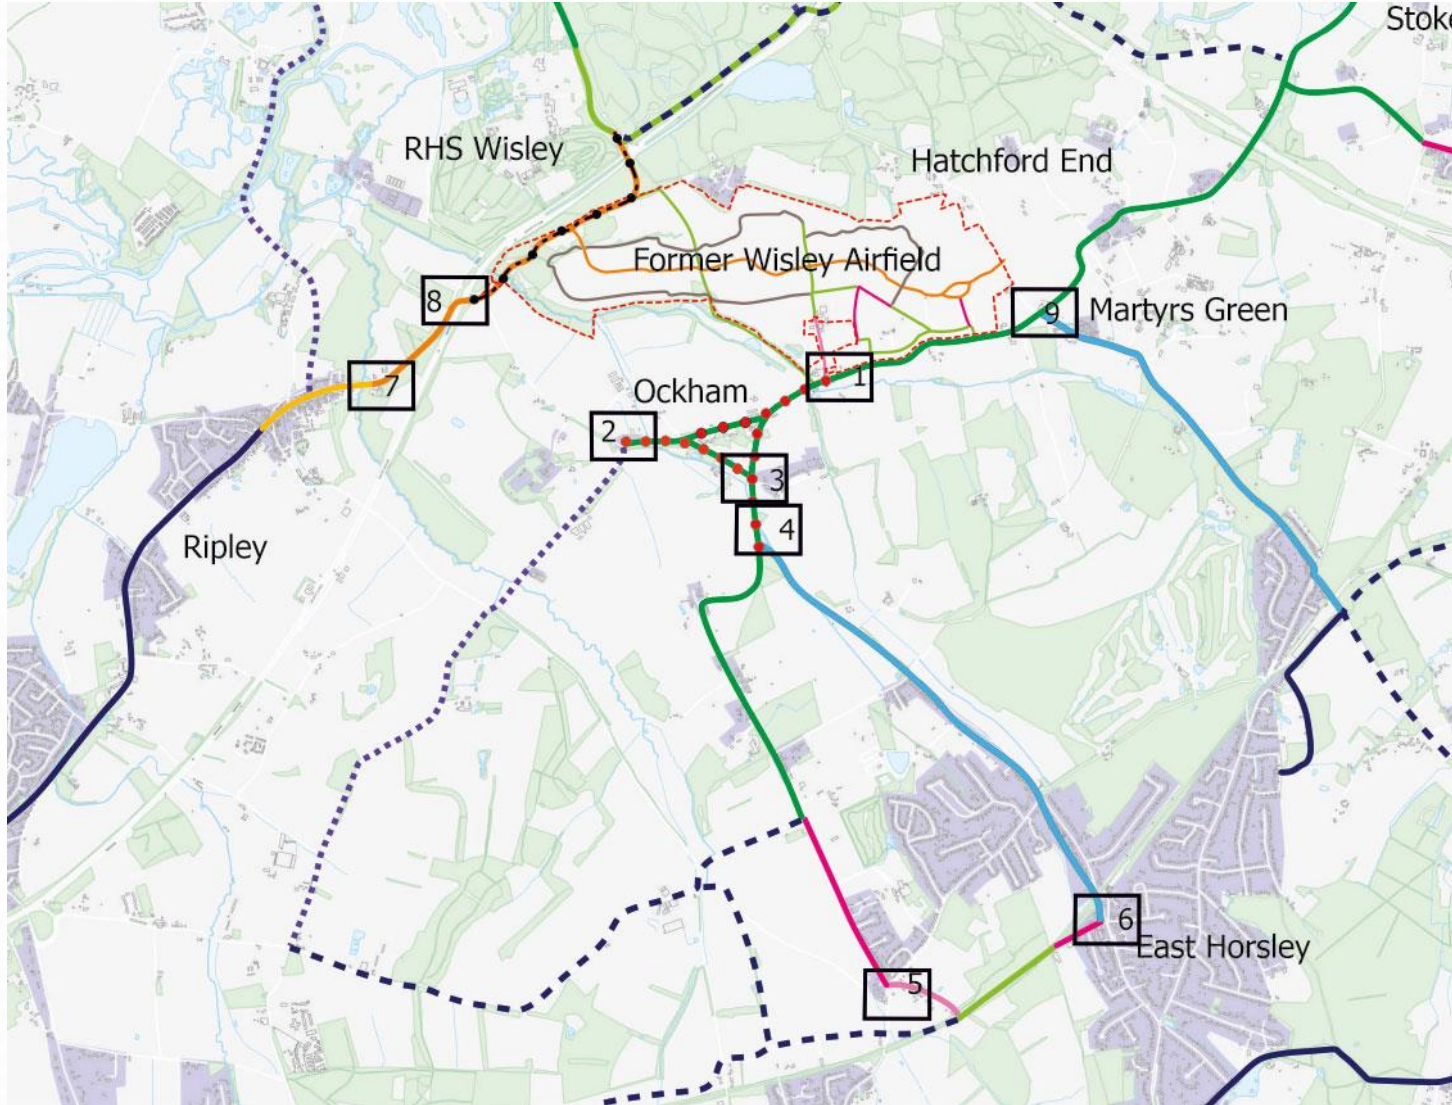 Stoke
RHS Wisley
Hatchford End
Former Wisley Airfield
8
9
Martyrs Green
7
1
Ockham
2
3
4
Ripley
6
East Horsley
5